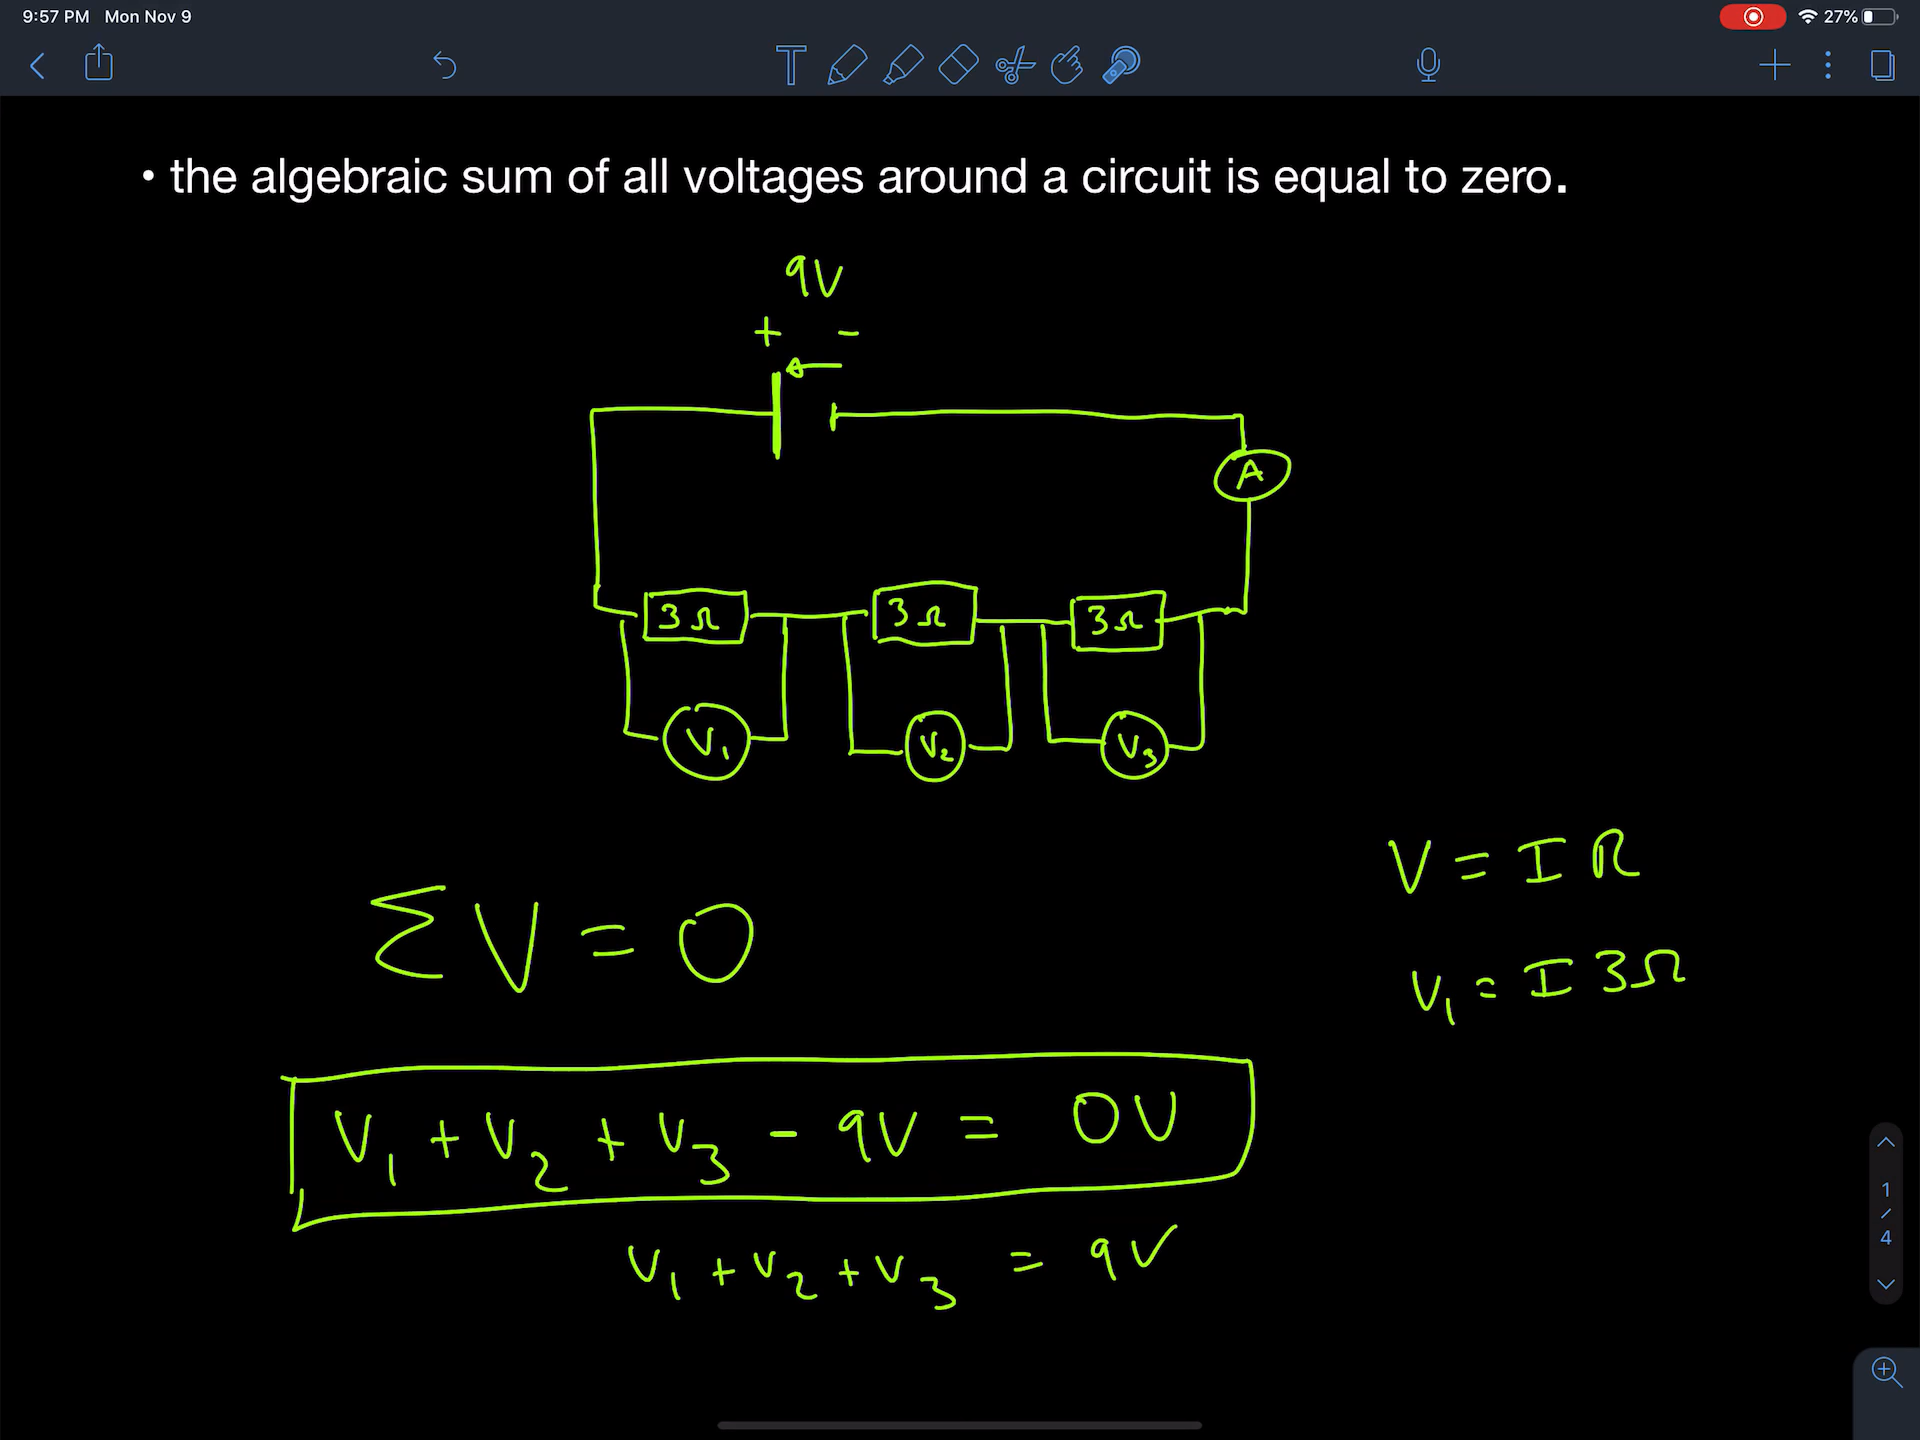 9:57 PM Mon Nov 9
27%
• the algebraic sum of all voltages around a circuit is equal to zero.
9V
+ -
A
3Ω 3Ω 3Ω
V₁ V₂ V₃
V = I R
ΣV = 0
V₁ = I 3Ω
V₁ + V₂ + V₃ - 9V = 0V
V₁ + V₂ + V₃ = 9V
1
/
4